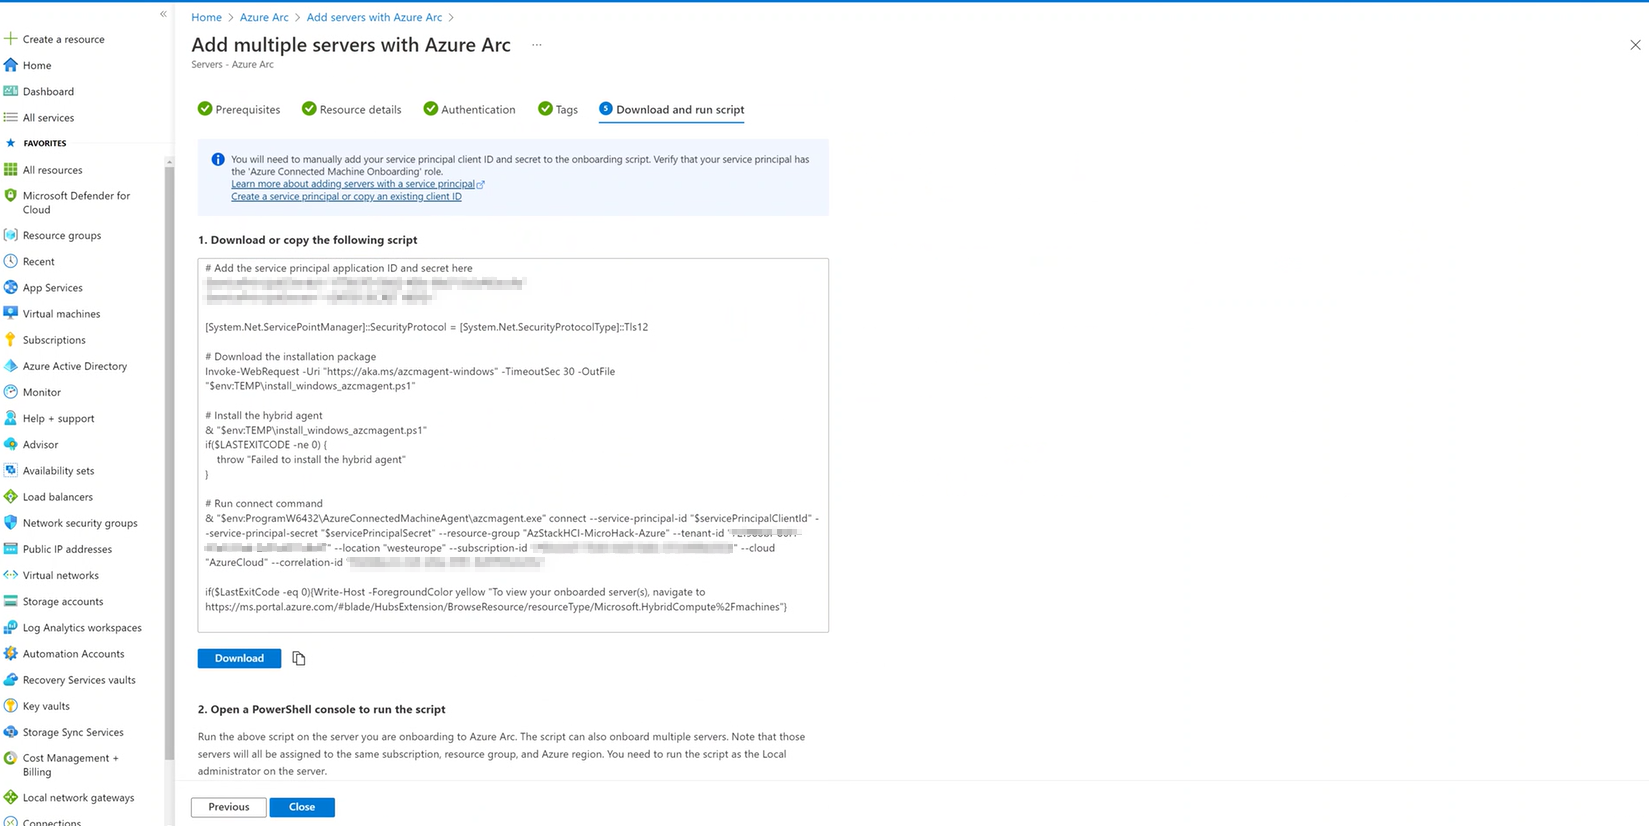 Home > Azure Arc > Add servers with Azure Arc >
Add multiple servers with Azure Arc ...
Servers - Azure Arc
Create a resource
Home
Dashboard
All services
FAVORITES
All resources
Microsoft Defender for
Cloud
Resource groups
Recent
App Services
Virtual machines
Subscriptions
Azure Active Directory
Monitor
Help + support
Advisor
Availability sets
Load balancers
Network security groups
Public IP addresses
Virtual networks
Storage accounts
Log Analytics workspaces
Automation Accounts
Recovery Services vaults
Key vaults
Storage Sync Services
Cost Management +
Billing
Local network gateways
Connections
Prerequisites Resource details Authentication Tags 5 Download and run script
You will need to manually add your service principal client ID and secret to the onboarding script. Verify that your service principal has
the 'Azure Connected Machine Onboarding' role.
Learn more about adding servers with a service principal
Create a service principal or copy an existing client ID
1. Download or copy the following script
# Add the service principal application ID and secret here
[System.Net.ServicePointManager]::SecurityProtocol = [System.Net.SecurityProtocolType]::Tls12
# Download the installation package
Invoke-WebRequest -Uri "https://aka.ms/azcmagent-windows" -TimeoutSec 30 -OutFile
"$env:TEMP\install_windows_azcmagent.ps1"
# Install the hybrid agent
& "$env:TEMP\install_windows_azcmagent.ps1"
if($LASTEXITCODE -ne 0) {
throw "Failed to install the hybrid agent"
}
# Run connect command
& "$env:ProgramW6432\AzureConnectedMachineAgent\azcmagent.exe" connect --service-principal-id "$servicePrincipalClientId" -
-service-principal-secret "$servicePrincipalSecret" --resource-group "AzStackHCI-MicroHack-Azure" --tenant-id
--location "westeurope" --subscription-id --cloud
"AzureCloud" --correlation-id
if($LastExitCode -eq 0){Write-Host -ForegroundColor yellow "To view your onboarded server(s), navigate to
https://ms.portal.azure.com/#blade/HubsExtension/BrowseResource/resourceType/Microsoft.HybridCompute%2Fmachines"}
Download
2. Open a PowerShell console to run the script
Run the above script on the server you are onboarding to Azure Arc. The script can also onboard multiple servers. Note that those
servers will all be assigned to the same subscription, resource group, and Azure region. You need to run the script as the Local
administrator on the server.
Previous Close